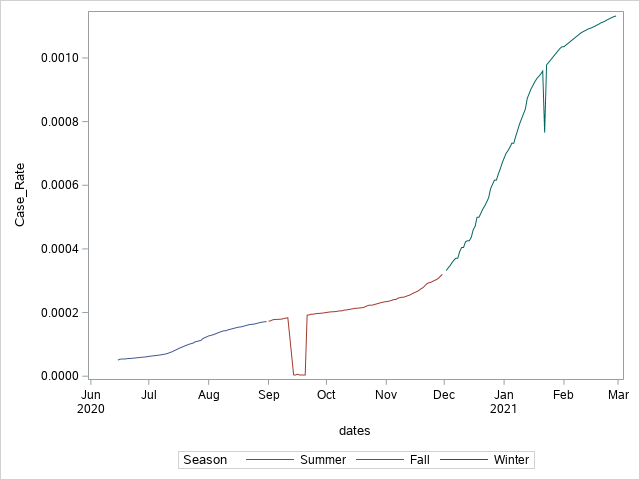 Case_Rate
0.0010
0.0008
0.0006
0.0004
0.0002
0.0000
Jun Jul Aug Sep Oct Nov Dec Jan Feb Mar
2020 2021
dates
Season Summer Fall Winter